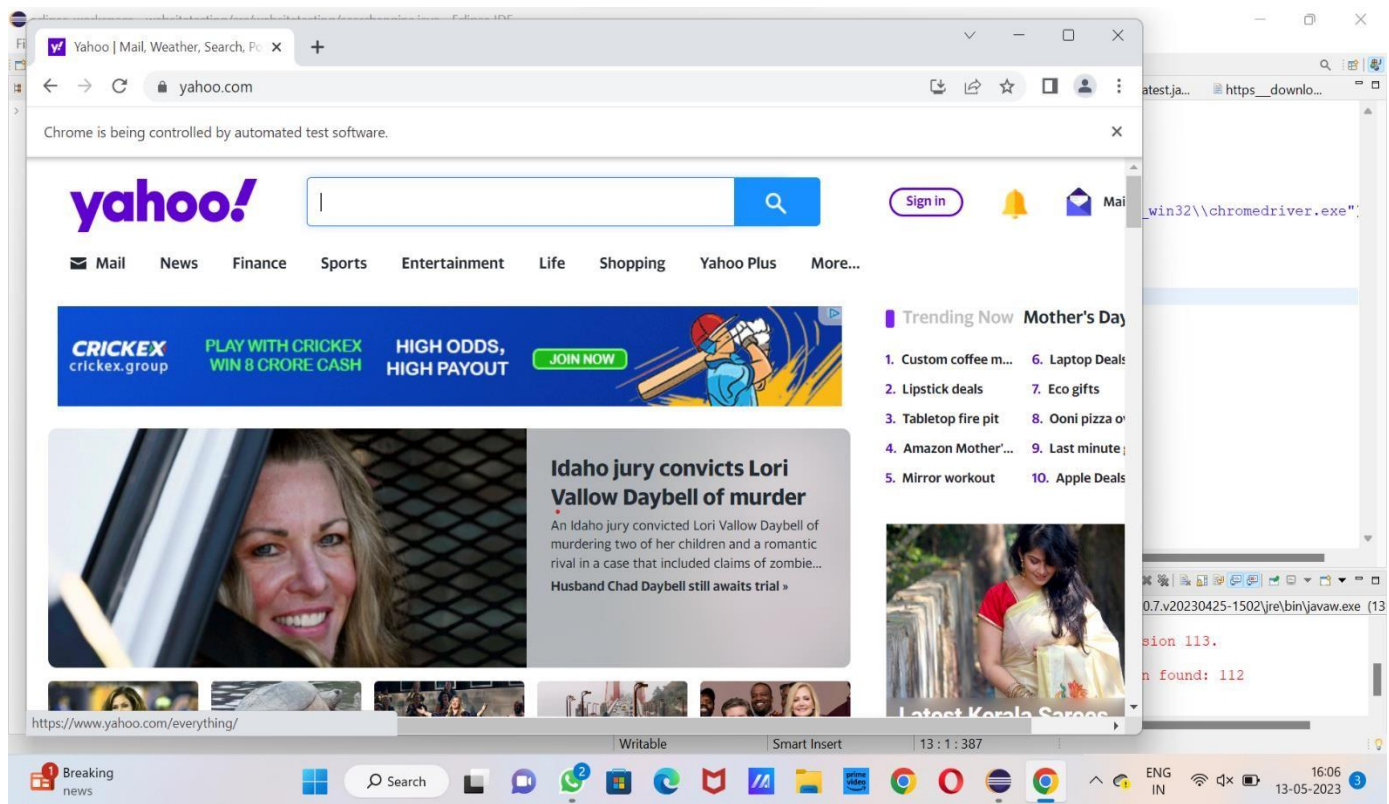 Yahoo | Mail, Weather, Search, Po
yahoo.com
Chrome is being controlled by automated test software.
yahoo!
Sign in
Mai
Mail News Finance Sports Entertainment Life Shopping Yahoo Plus More...
CRICKEX
crickex.group
PLAY WITH CRICKEX
WIN 8 CRORE CASH
HIGH ODDS,
HIGH PAYOUT
JOIN NOW
Trending Now Mother's Day
1. Custom coffee m...
2. Lipstick deals
3. Tabletop fire pit
4. Amazon Mother'...
5. Mirror workout
6. Laptop Deals
7. Eco gifts
8. Ooni pizza o
9. Last minute
10. Apple Deals
Idaho jury convicts Lori
Vallow Daybell of murder
An Idaho jury convicted Lori Vallow Daybell of
murdering two of her children and a romantic
rival in a case that included claims of zombie...
Husband Chad Daybell still awaits trial »
Latest Kerala Sarees
https://www.yahoo.com/everything/
atest.ja... https__downlo...
_win32\\chromedriver.exe"
0.7.v20230425-1502\jre\bin\javaw.exe (13
sion 113.
n found: 112
Writable Smart Insert 13 : 1 : 387
1
Breaking
news
Search
2
prime
video
ENG
IN
16:06
13-05-2023
3